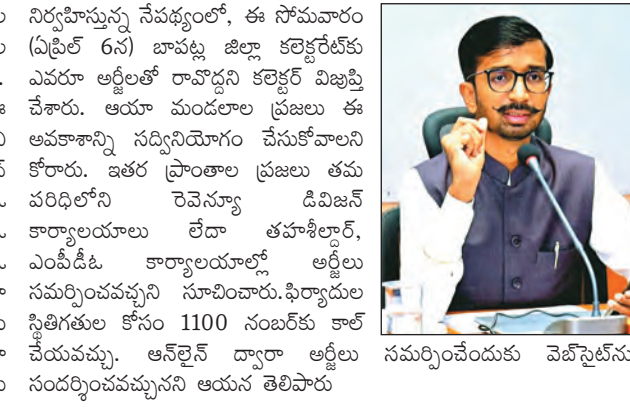 నిర్వహిస్తున్న నేపథ్యంలో, ఈ సోమవారం
(ఏప్రిల్ 6న) బాపట్ల జిల్లా కలెక్టరేట్‌కు
ఎవరూ అర్జీలతో రావొద్దని కలెక్టర్ విజ్ఞప్తి
చేశారు. ఆయా మండలాల ప్రజలు ఈ
అవకాశాన్ని సద్వినియోగం చేసుకోవాలని
కోరారు. ఇతర ప్రాంతాల ప్రజలు తమ
పరిధిలోని రెవెన్యూ డివిజన్
కార్యాలయాలు లేదా తహశీల్దార్,
ఎంపీడీఓ కార్యాలయాల్లో అర్జీలు
సమర్పించవచ్చని సూచించారు.ఫిర్యాదుల
స్థితిగతుల కోసం 1100 నంబర్‌కు కాల్
చేయవచ్చు. ఆన్‌లైన్ ద్వారా అర్జీలు సమర్పించేందుకు వెబ్‌సైట్‌ను
సందర్శించవచ్చునని ఆయన తెలిపారు